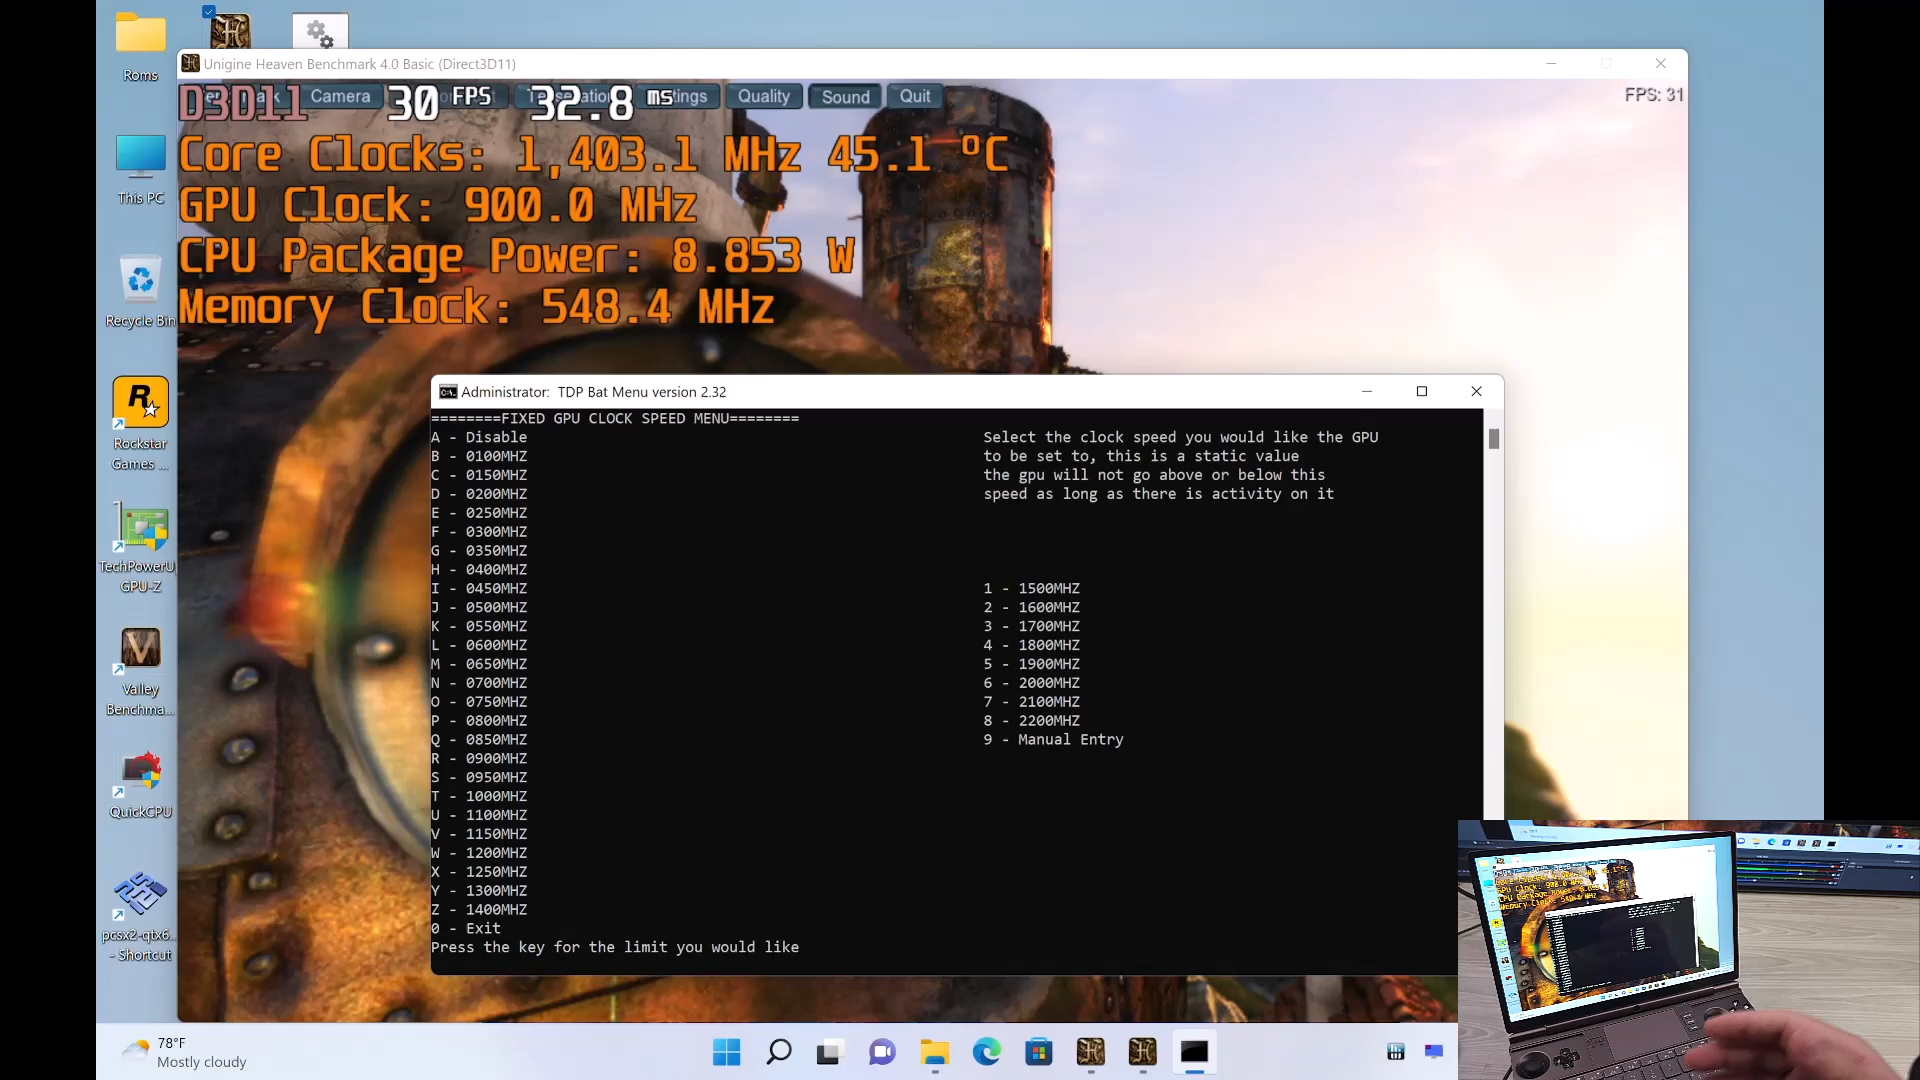 Roms
This PC
Recycle Bin
Rockstar
Games ...
TechPowerU
GPU-Z
Valley
Benchma...
QuickCPU
pcsx2-qtx6...
- Shortcut
Unigine Heaven Benchmark 4.0 Basic (Direct3D11)
Camera
Quality
Sound
Quit
FPS: 31
D3D11 30 FPS 32.8 ms
Core Clocks: 1,403.1 MHz 45.1 °C
GPU Clock: 900.0 MHz
CPU Package Power: 8.853 W
Memory Clock: 548.4 MHz
Administrator: TDP Bat Menu version 2.32
========FIXED GPU CLOCK SPEED MENU========
A - Disable
B - 0100MHZ
C - 0150MHZ
D - 0200MHZ
E - 0250MHZ
F - 0300MHZ
G - 0350MHZ
H - 0400MHZ
I - 0450MHZ
J - 0500MHZ
K - 0550MHZ
L - 0600MHZ
M - 0650MHZ
N - 0700MHZ
O - 0750MHZ
P - 0800MHZ
Q - 0850MHZ
R - 0900MHZ
S - 0950MHZ
T - 1000MHZ
U - 1100MHZ
V - 1150MHZ
W - 1200MHZ
X - 1250MHZ
Y - 1300MHZ
Z - 1400MHZ
0 - Exit
Press the key for the limit you would like
Select the clock speed you would like the GPU
to be set to, this is a static value
the gpu will not go above or below this
speed as long as there is activity on it
1 - 1500MHZ
2 - 1600MHZ
3 - 1700MHZ
4 - 1800MHZ
5 - 1900MHZ
6 - 2000MHZ
7 - 2100MHZ
8 - 2200MHZ
9 - Manual Entry
78°F
Mostly cloudy